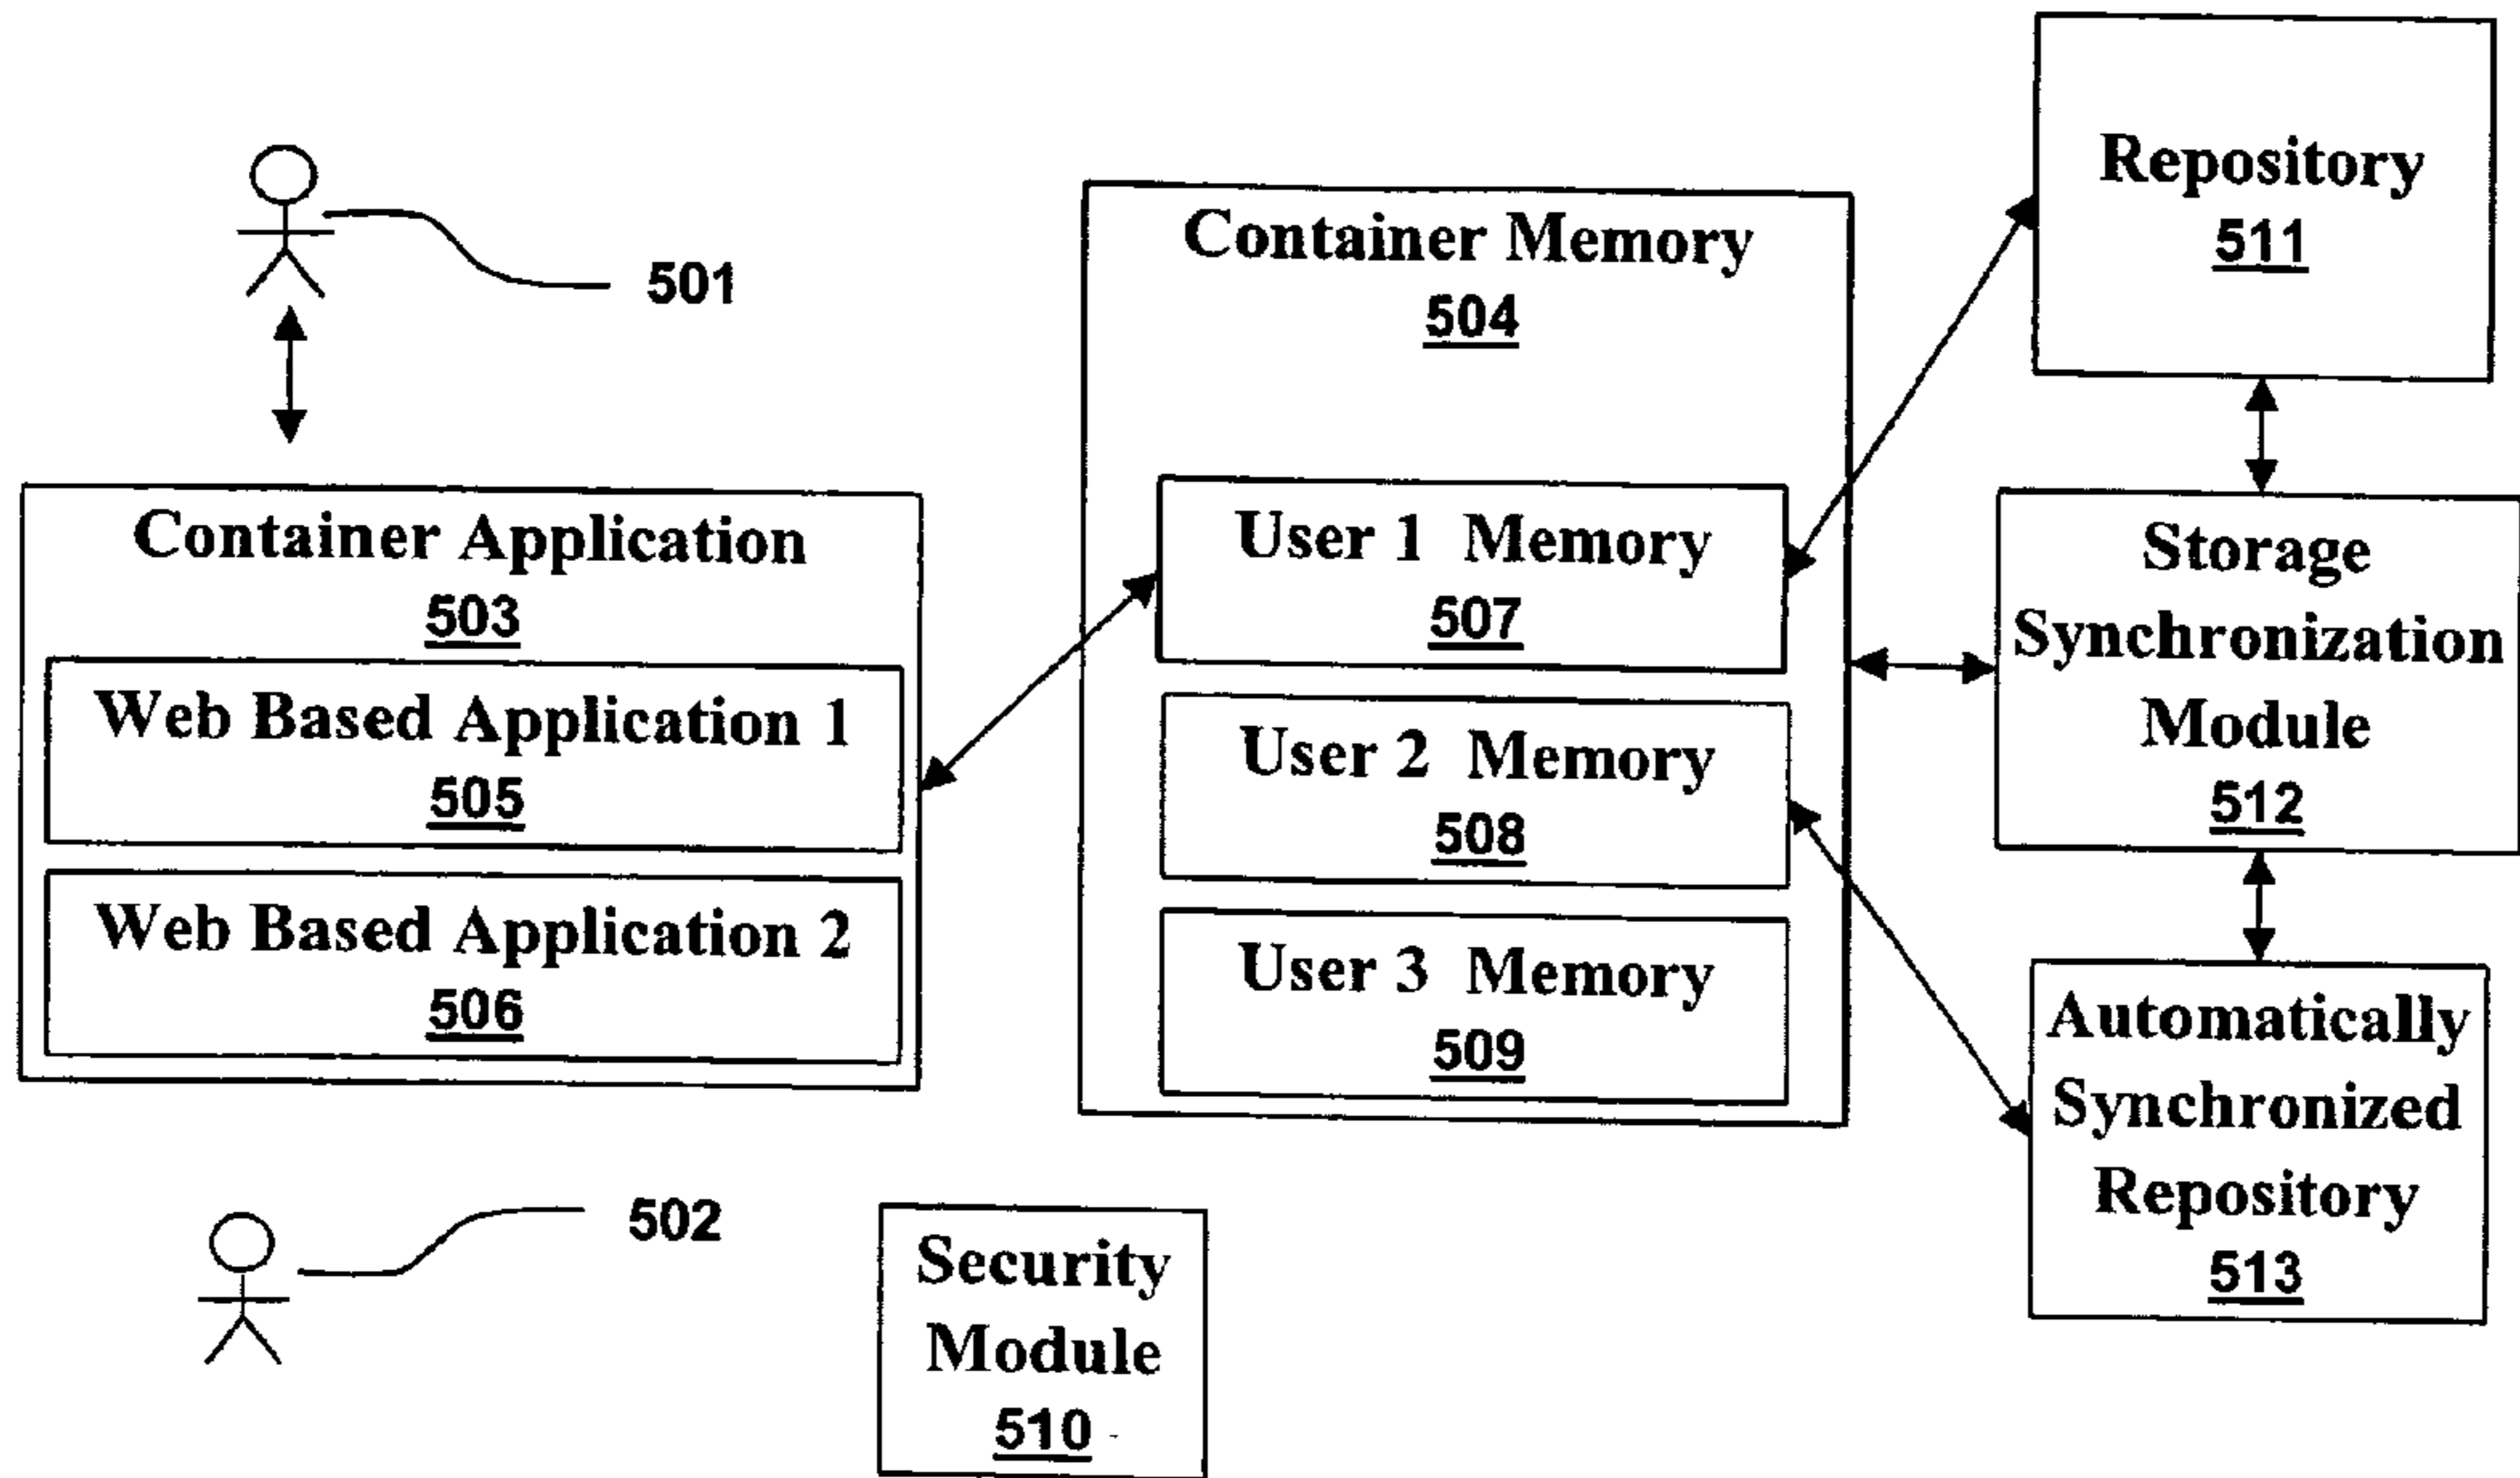 501
Container Application
503
Web Based Application 1
505
Web Based Application 2
506
502
Container Memory
504
User 1 Memory
507
User 2 Memory
508
User 3 Memory
509
Security
Module
510
Repository
511
Storage
Synchronization
Module
512
Automatically
Synchronized
Repository
513